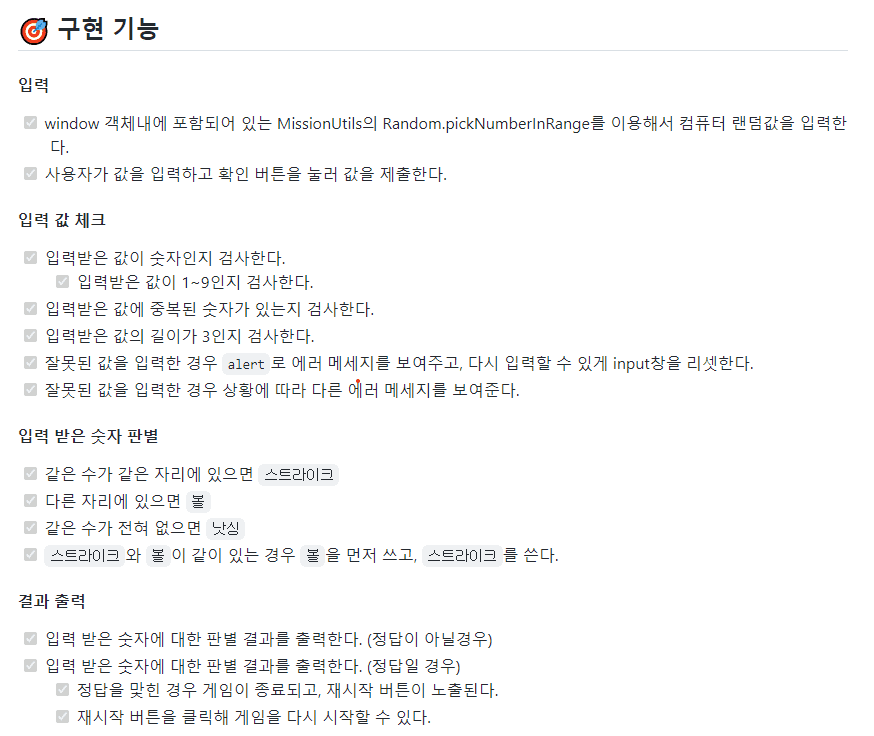 🎯 구현 기능
입력
window 객체내에 포함되어 있는 MissionUtils의 Random.pickNumberInRange를 이용해서 컴퓨터 랜덤값을 입력한
다.
사용자가 값을 입력하고 확인 버튼을 눌러 값을 제출한다.
입력 값 체크
입력받은 값이 숫자인지 검사한다.
입력받은 값이 1~9인지 검사한다.
입력받은 값에 중복된 숫자가 있는지 검사한다.
입력받은 값의 길이가 3인지 검사한다.
잘못된 값을 입력한 경우 alert로 에러 메세지를 보여주고, 다시 입력할 수 있게 input창을 리셋한다.
잘못된 값을 입력한 경우 상황에 따라 다른 에러 메세지를 보여준다.
입력 받은 숫자 판별
같은 수가 같은 자리에 있으면 스트라이크
다른 자리에 있으면 볼
같은 수가 전혀 없으면 낫싱
스트라이크와 볼이 같이 있는 경우 볼을 먼저 쓰고, 스트라이크를 쓴다.
결과 출력
입력 받은 숫자에 대한 판별 결과를 출력한다. (정답이 아닐경우)
입력 받은 숫자에 대한 판별 결과를 출력한다. (정답일 경우)
정답을 맞힌 경우 게임이 종료되고, 재시작 버튼이 노출된다.
재시작 버튼을 클릭해 게임을 다시 시작할 수 있다.